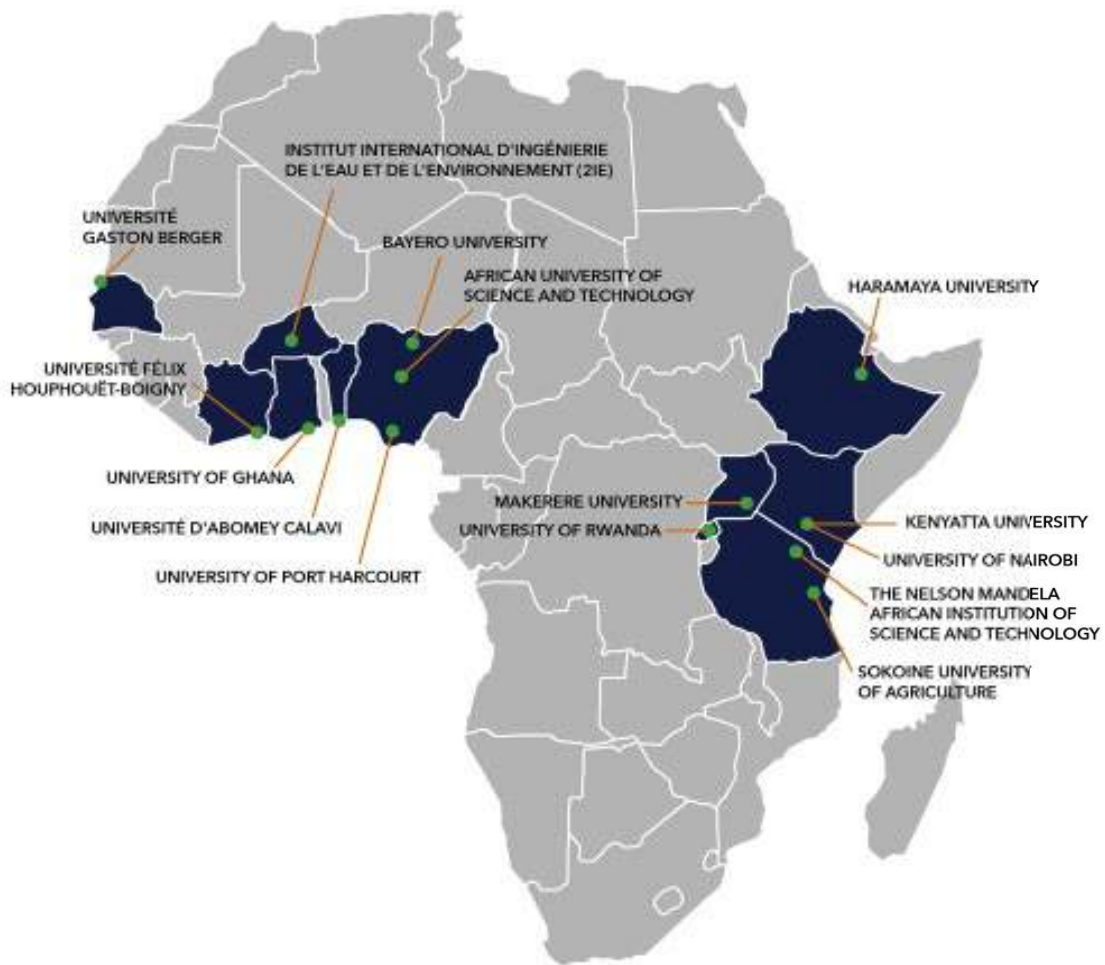 INSTITUT INTERNATIONAL D'INGÉNIERIE
DE L'EAU ET DE L'ENVIRONNEMENT (2IE)
UNIVERSITÉ
GASTON BERGER
BAYERO UNIVERSITY
AFRICAN UNIVERSITY OF
SCIENCE AND TECHNOLOGY
HARAMAYA UNIVERSITY
UNIVERSITÉ FÉLIX
HOUPHOUËT-BOIGNY
UNIVERSITY OF GHANA
UNIVERSITÉ D'ABOMEY CALAVI
UNIVERSITY OF PORT HARCOURT
MAKERERE UNIVERSITY
UNIVERSITY OF RWANDA
KENYATTA UNIVERSITY
UNIVERSITY OF NAIROBI
THE NELSON MANDELA
AFRICAN INSTITUTION OF
SCIENCE AND TECHNOLOGY
SOKOINE UNIVERSITY
OF AGRICULTURE